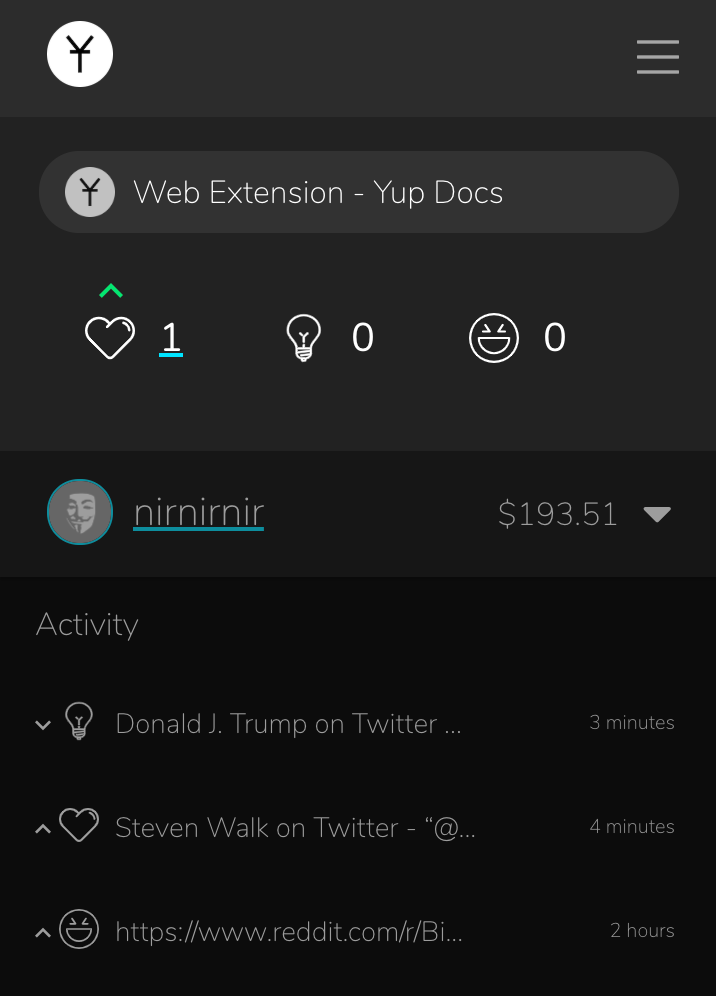 Web Extension - Yup Docs
1 0 0
nirnirnir $193.51
Activity
Donald J. Trump on Twitter ... 3 minutes
Steven Walk on Twitter - “@... 4 minutes
https://www.reddit.com/r/Bi... 2 hours